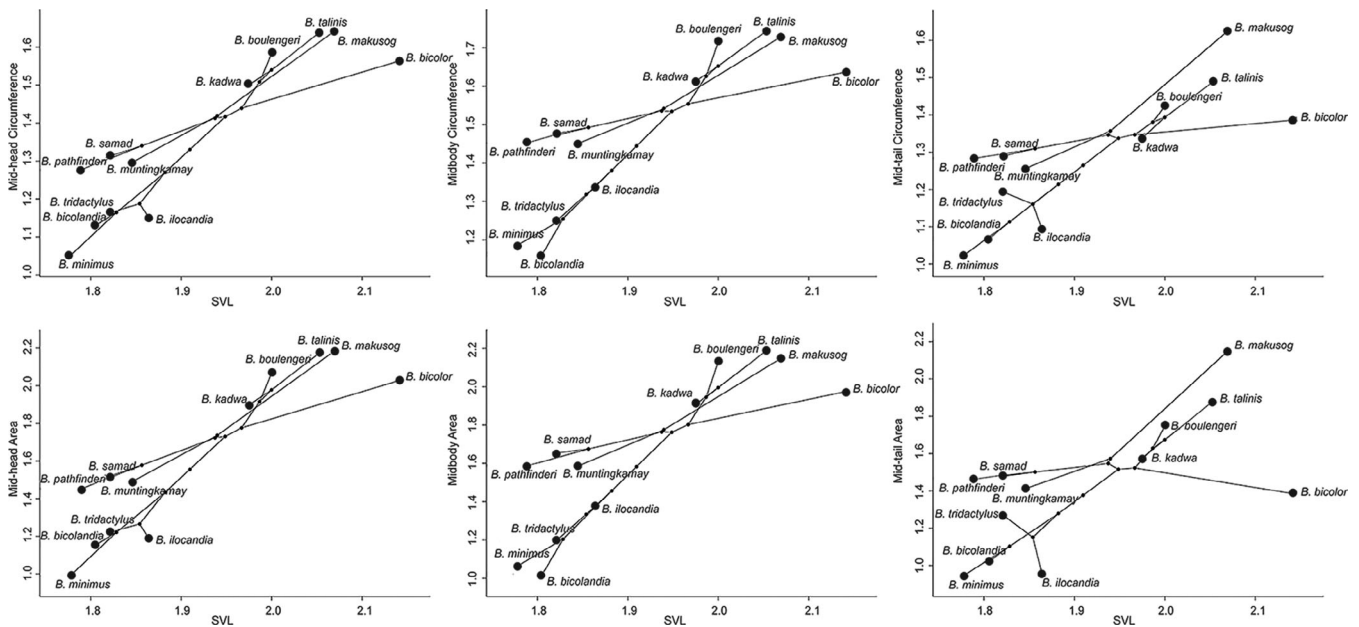 Mid-head Circumference
1.6
1.5
1.4
1.3
1.2
1.1
1.0
B. talinis
B. boulengeri
B. makusog
B. bicolor
B. kadwa
B. samad
B. pathfinderi
B. muntingkamay
B. tridactylus
B. bicolandia
B. ilocandia
B. minimus
1.8
1.9
2.0
2.1
SVL
Midbody Circumference
1.7
1.6
1.5
1.4
1.3
1.2
B. talinis
B. boulengeri
B. makusog
B. kadwa
B. bicolor
B. samad
B. pathfinderi
B. muntingkamay
B. ilocandia
B. tridactylus
B. minimus
B. bicolandia
1.8
1.9
2.0
2.1
SVL
Mid-tail Circumference
1.6
1.5
1.4
1.3
1.2
1.1
1.0
B. makusog
B. talinis
B. boulengeri
B. bicolor
B. kadwa
B. samad
B. pathfinderi
B. muntingkamay
B. tridactylus
B. bicolandia
B. ilocandia
B. minimus
1.8
1.9
2.0
2.1
SVL
Mid-head Area
2.2
2.0
1.8
1.6
1.4
1.2
1.0
B. talinis
B. makusog
B. boulengeri
B. bicolor
B. kadwa
B. samad
B. pathfinderi
B. muntingkamay
B. tridactylus
B. bicolandia
B. ilocandia
B. minimus
1.8
1.9
2.0
2.1
SVL
Midbody Area
2.2
2.0
1.8
1.6
1.4
1.2
1.0
B. talinis
B. boulengeri
B. makusog
B. kadwa
B. bicolor
B. samad
B. pathfinderi
B. muntingkamay
B. ilocandia
B. tridactylus
B. minimus
B. bicolandia
1.8
1.9
2.0
2.1
SVL
Mid-tail Area
2.2
2.0
1.8
1.6
1.4
1.2
1.0
B. makusog
B. talinis
B. boulengeri
B. kadwa
B. bicolor
B. samad
B. pathfinderi
B. muntingkamay
B. tridactylus
B. bicolandia
B. minimus
B. ilocandia
1.8
1.9
2.0
2.1
SVL